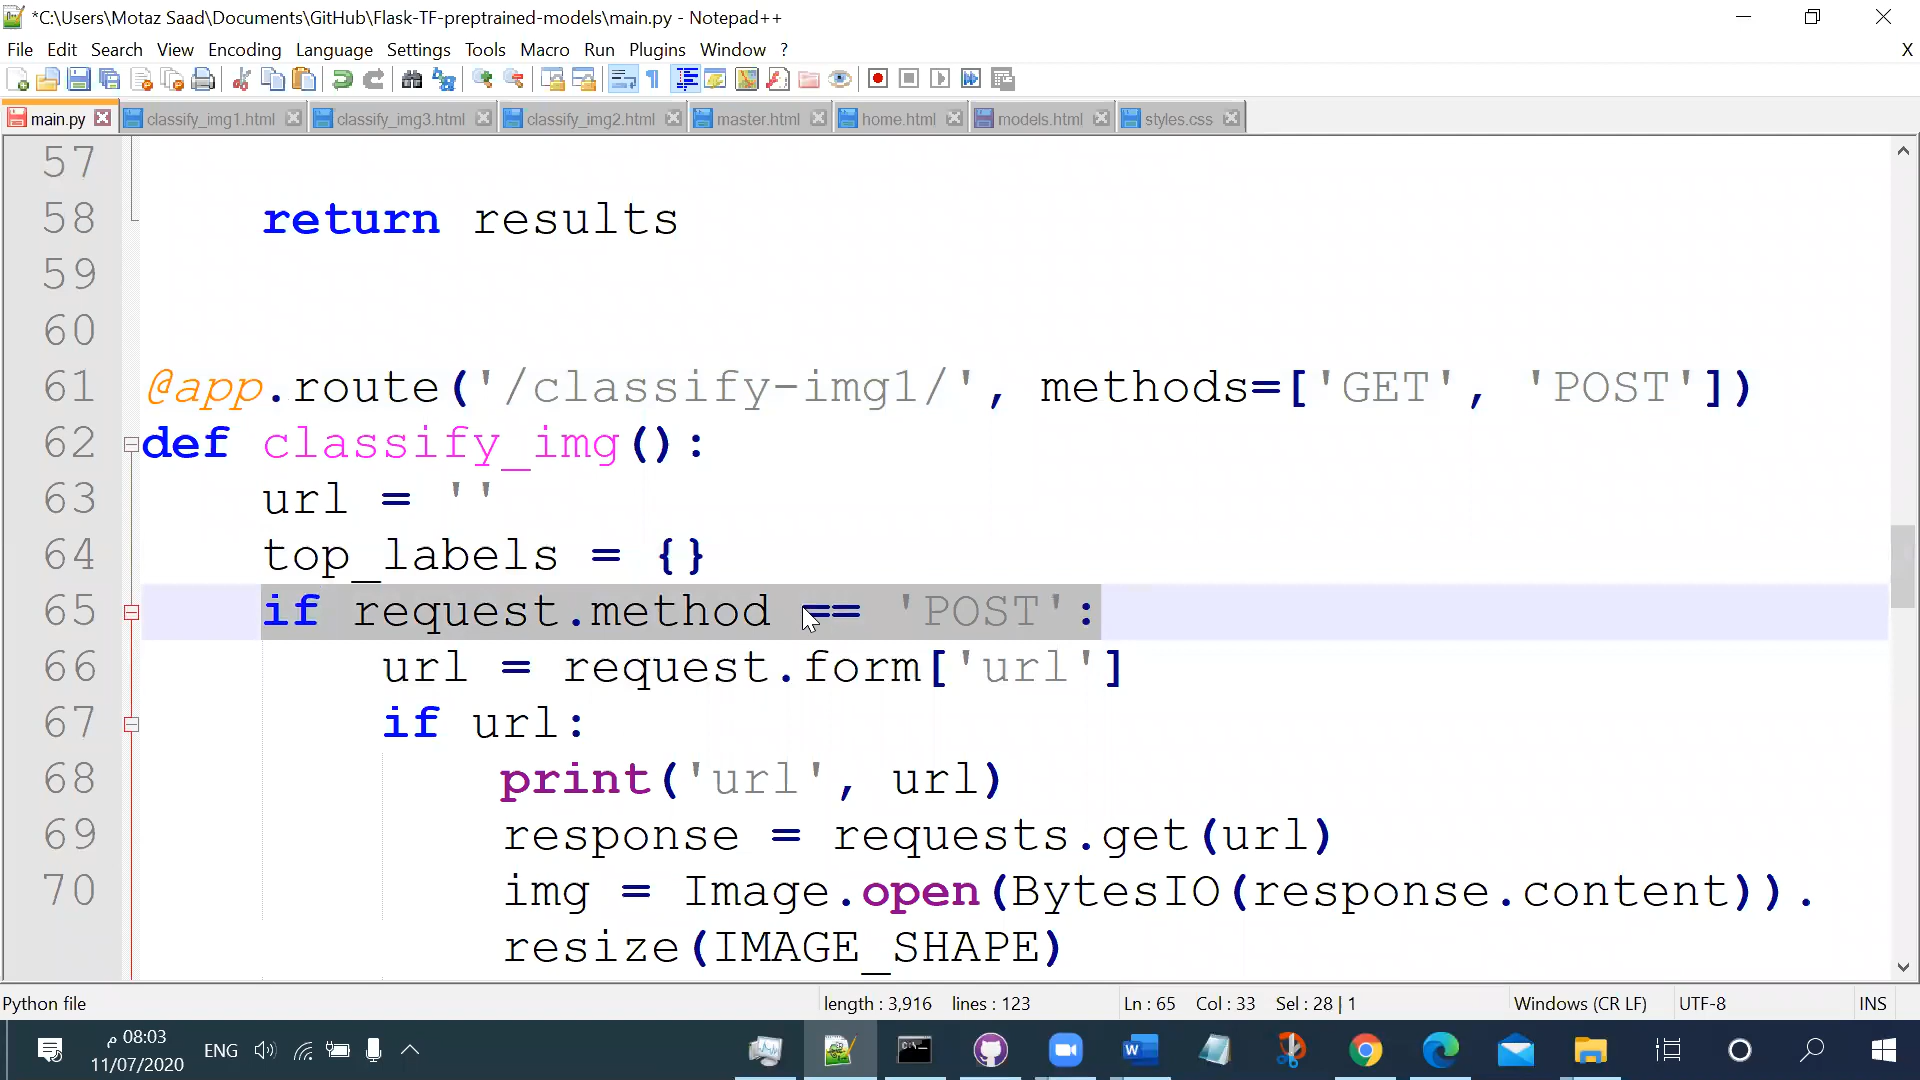 *C:\Users\Motaz Saad\Documents\GitHub\Flask-TF-preptrained-models\main.py - Notepad++
File Edit Search View Encoding Language Settings Tools Macro Run Plugins Window ? X
main.py classify_img1.html classify_img3.html classify_img2.html master.html home.html models.html styles.css
57
58 return results
59
60
61 @app.route('/classify-img1/', methods=['GET', 'POST'])
62 def classify_img():
63 url = ''
64 top_labels = {}
65 if request.method == 'POST':
66 url = request.form['url']
67 if url:
68 print('url', url)
69 response = requests.get(url)
70 img = Image.open(BytesIO(response.content)).
resize(IMAGE_SHAPE)
Python file length : 3,916 lines : 123 Ln : 65 Col : 33 Sel : 28 | 1 Windows (CR LF) UTF-8 INS
08:03 م
11/07/2020
ENG